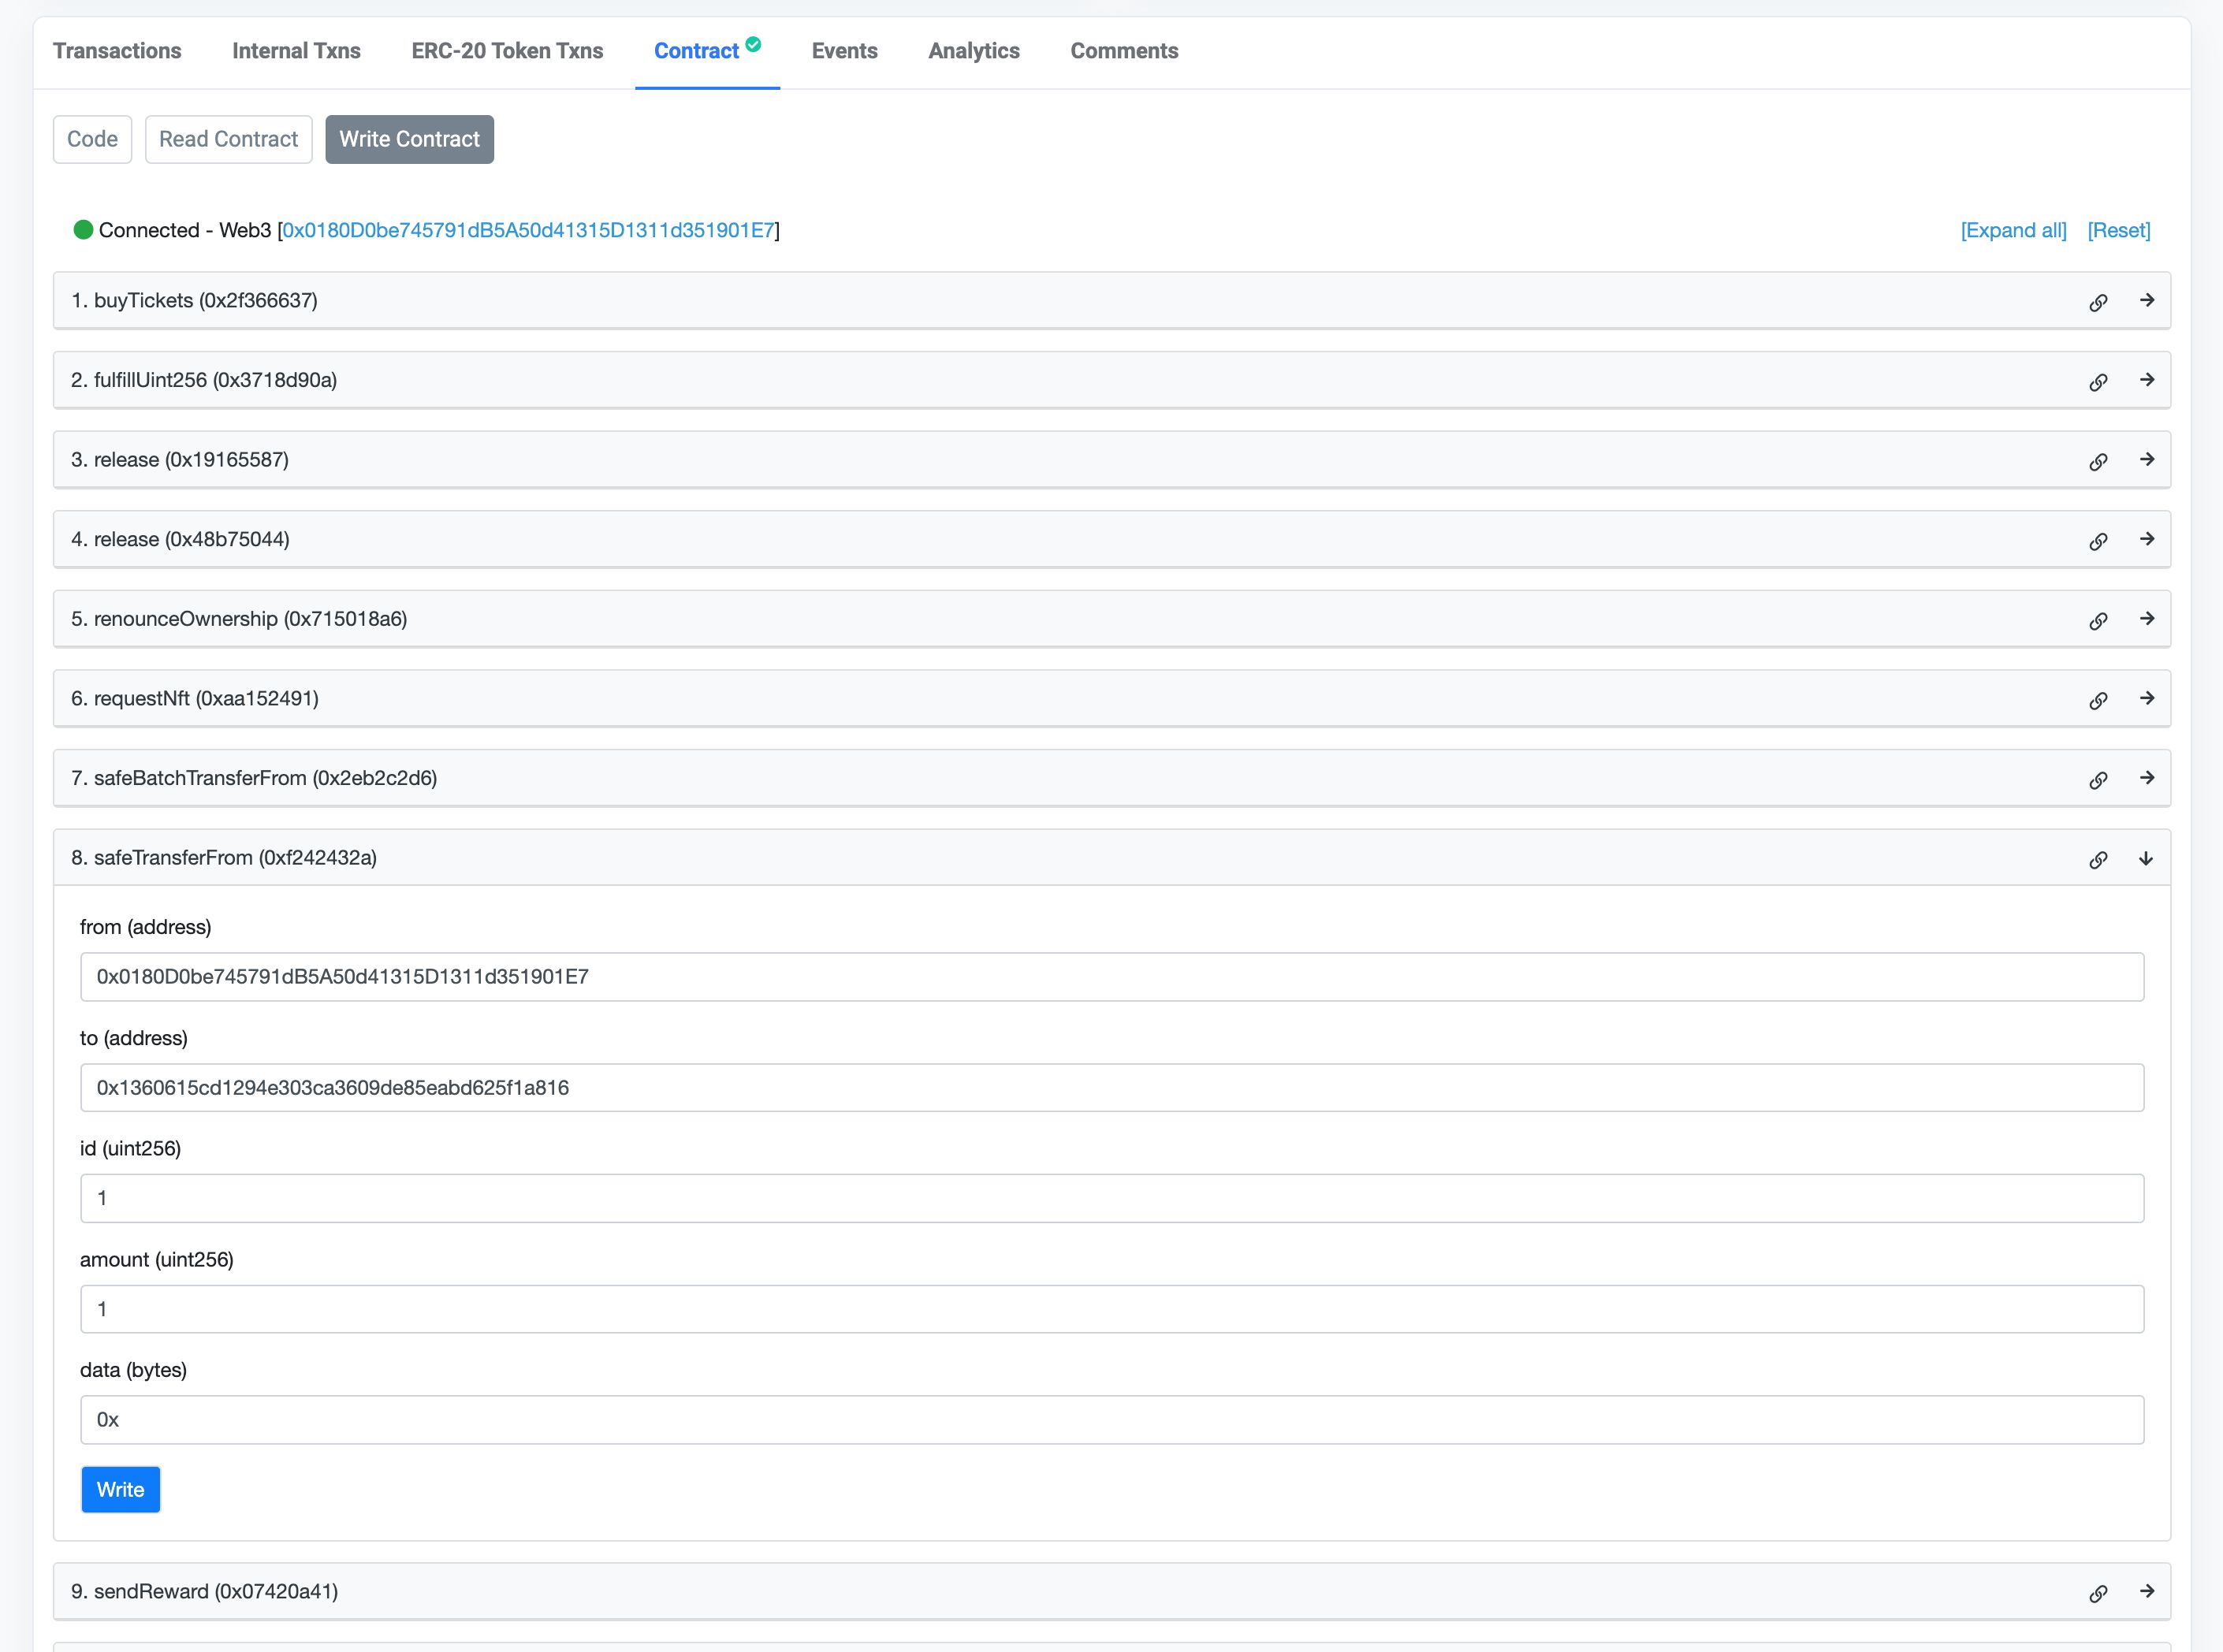 Transactions Internal Txns ERC-20 Token Txns Contract Events Analytics Comments
Code Read Contract Write Contract
Connected - Web3 [0x0180D0be745791dB5A50d41315D1311d351901E7] [Expand all] [Reset]
1. buyTickets (0x2f366637)
2. fulfillUint256 (0x3718d90a)
3. release (0x19165587)
4. release (0x48b75044)
5. renounceOwnership (0x715018a6)
6. requestNft (0xaa152491)
7. safeBatchTransferFrom (0x2eb2c2d6)
8. safeTransferFrom (0xf242432a)
from (address)
0x0180D0be745791dB5A50d41315D1311d351901E7
to (address)
0x1360615cd1294e303ca3609de85eabd625f1a816
id (uint256)
1
amount (uint256)
1
data (bytes)
0x
Write
9. sendReward (0x07420a41)